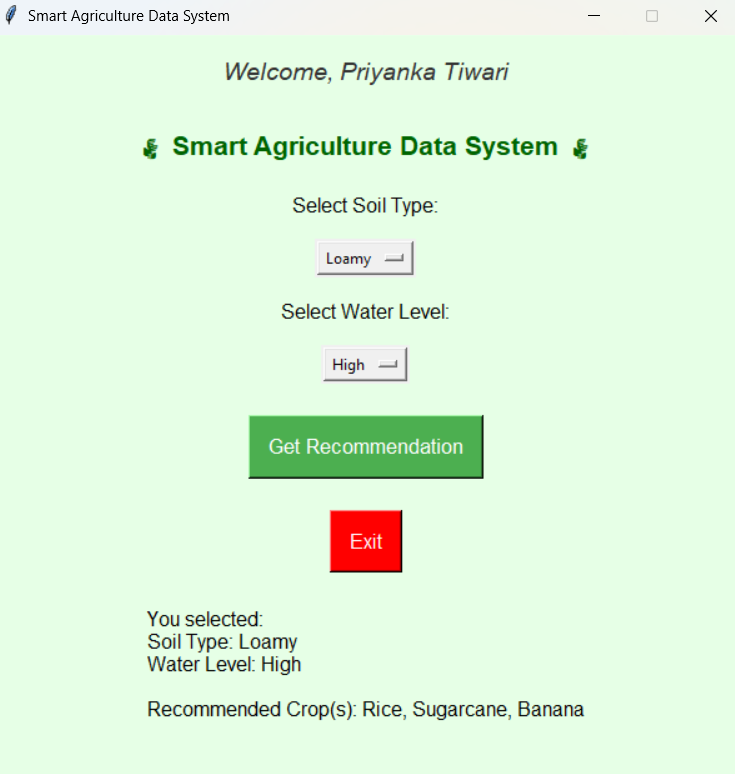 Smart Agriculture Data System
Welcome, Priyanka Tiwari
Smart Agriculture Data System
Select Soil Type:
Loamy
Select Water Level:
High
Get Recommendation
Exit
You selected:
Soil Type: Loamy
Water Level: High
Recommended Crop(s): Rice, Sugarcane, Banana